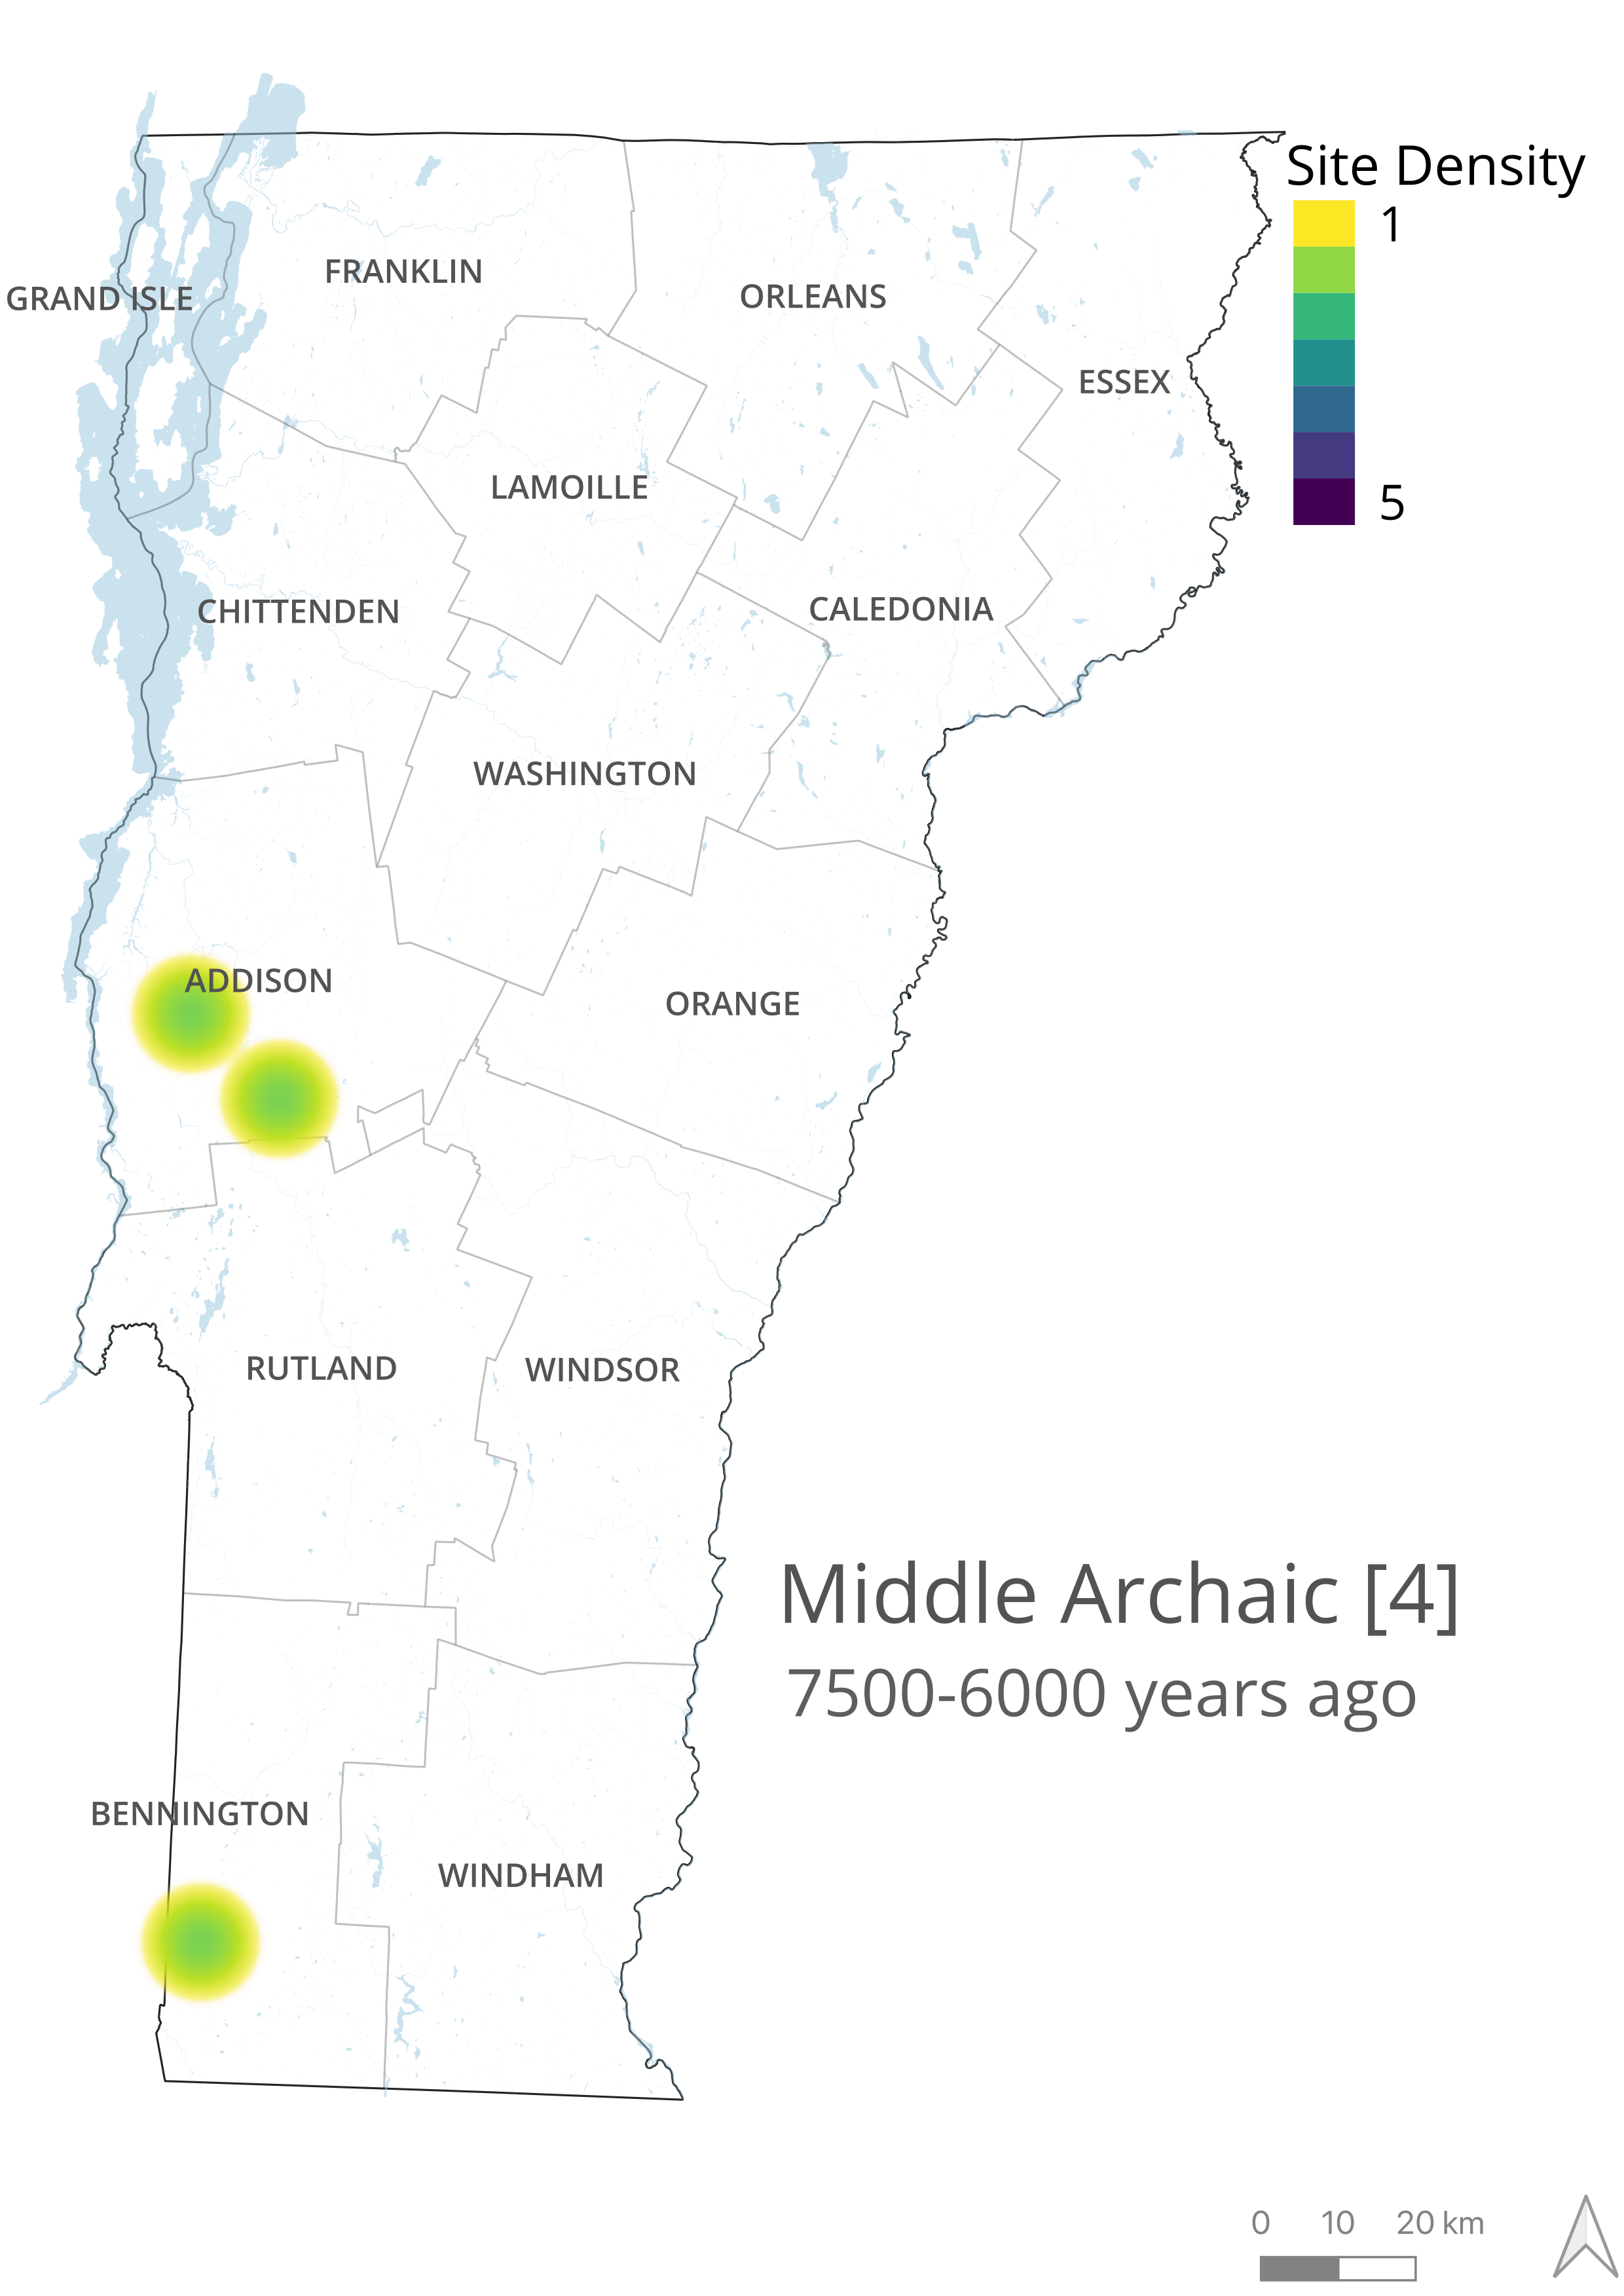 Site Density
1
5
GRAND ISLE
FRANKLIN
ORLEANS
ESSEX
LAMOILLE
CHITTENDEN
CALEDONIA
WASHINGTON
ADDISON
ORANGE
RUTLAND
WINDSOR
Middle Archaic [4]
7500-6000 years ago
BENNINGTON
WINDHAM
0 10 20 km